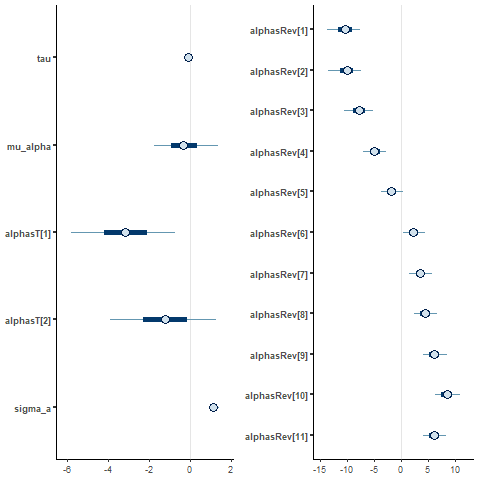 tau
mu_alpha
alphasT[1]
alphasT[2]
sigma_a
-6 -4 -2 0 2
alphasRev[1]
alphasRev[2]
alphasRev[3]
alphasRev[4]
alphasRev[5]
alphasRev[6]
alphasRev[7]
alphasRev[8]
alphasRev[9]
alphasRev[10]
alphasRev[11]
-15 -10 -5 0 5 10